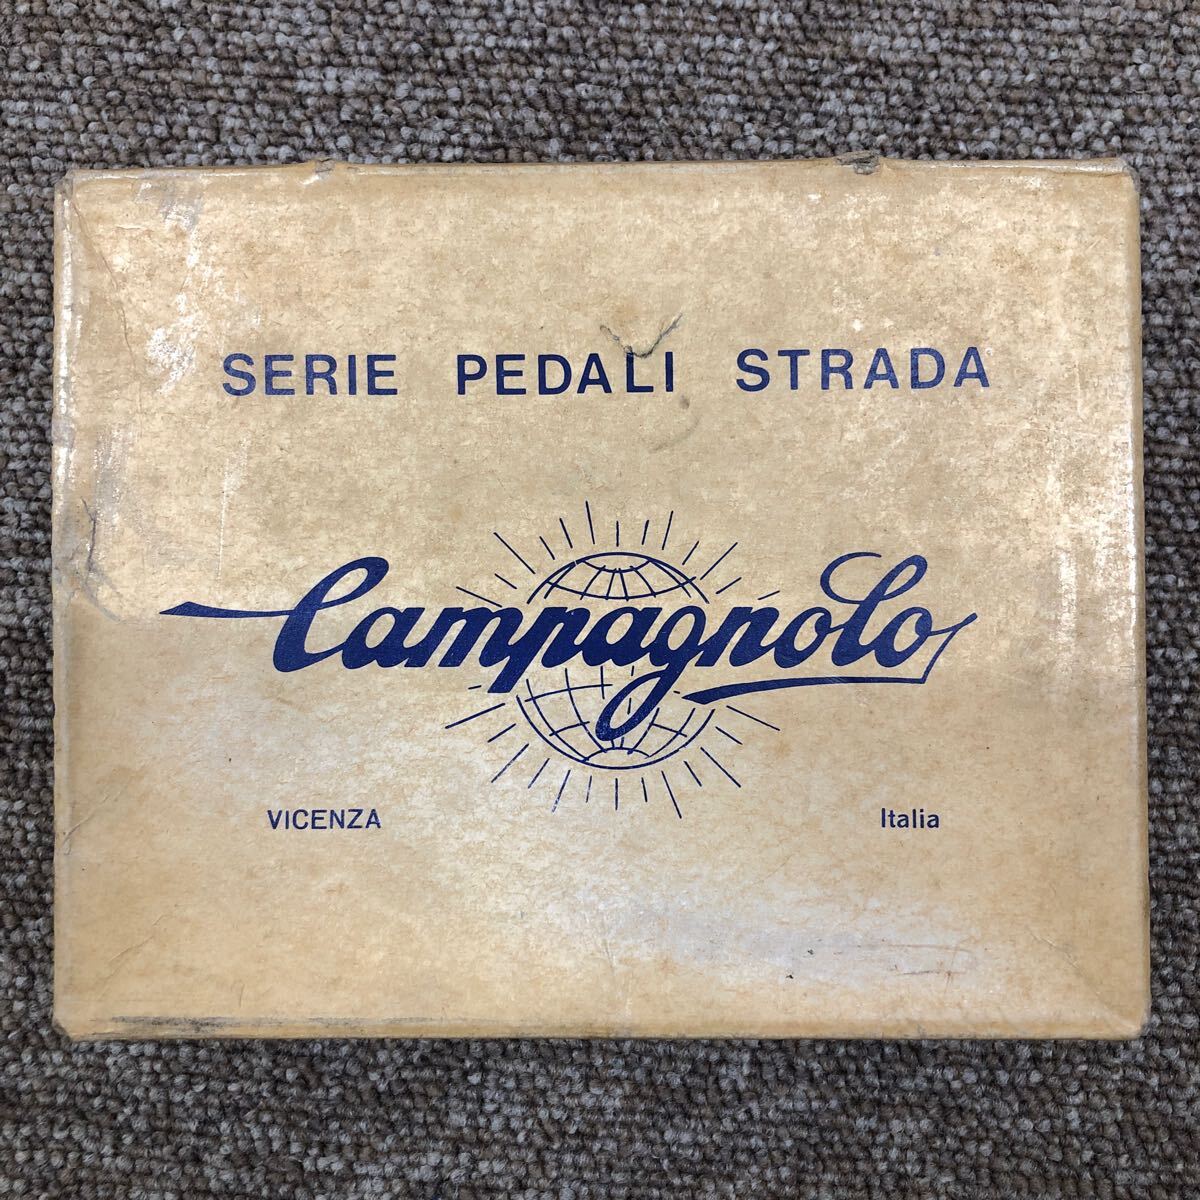 SERIE PEDALI STRADA
Campagnolo
VICENZA Italia